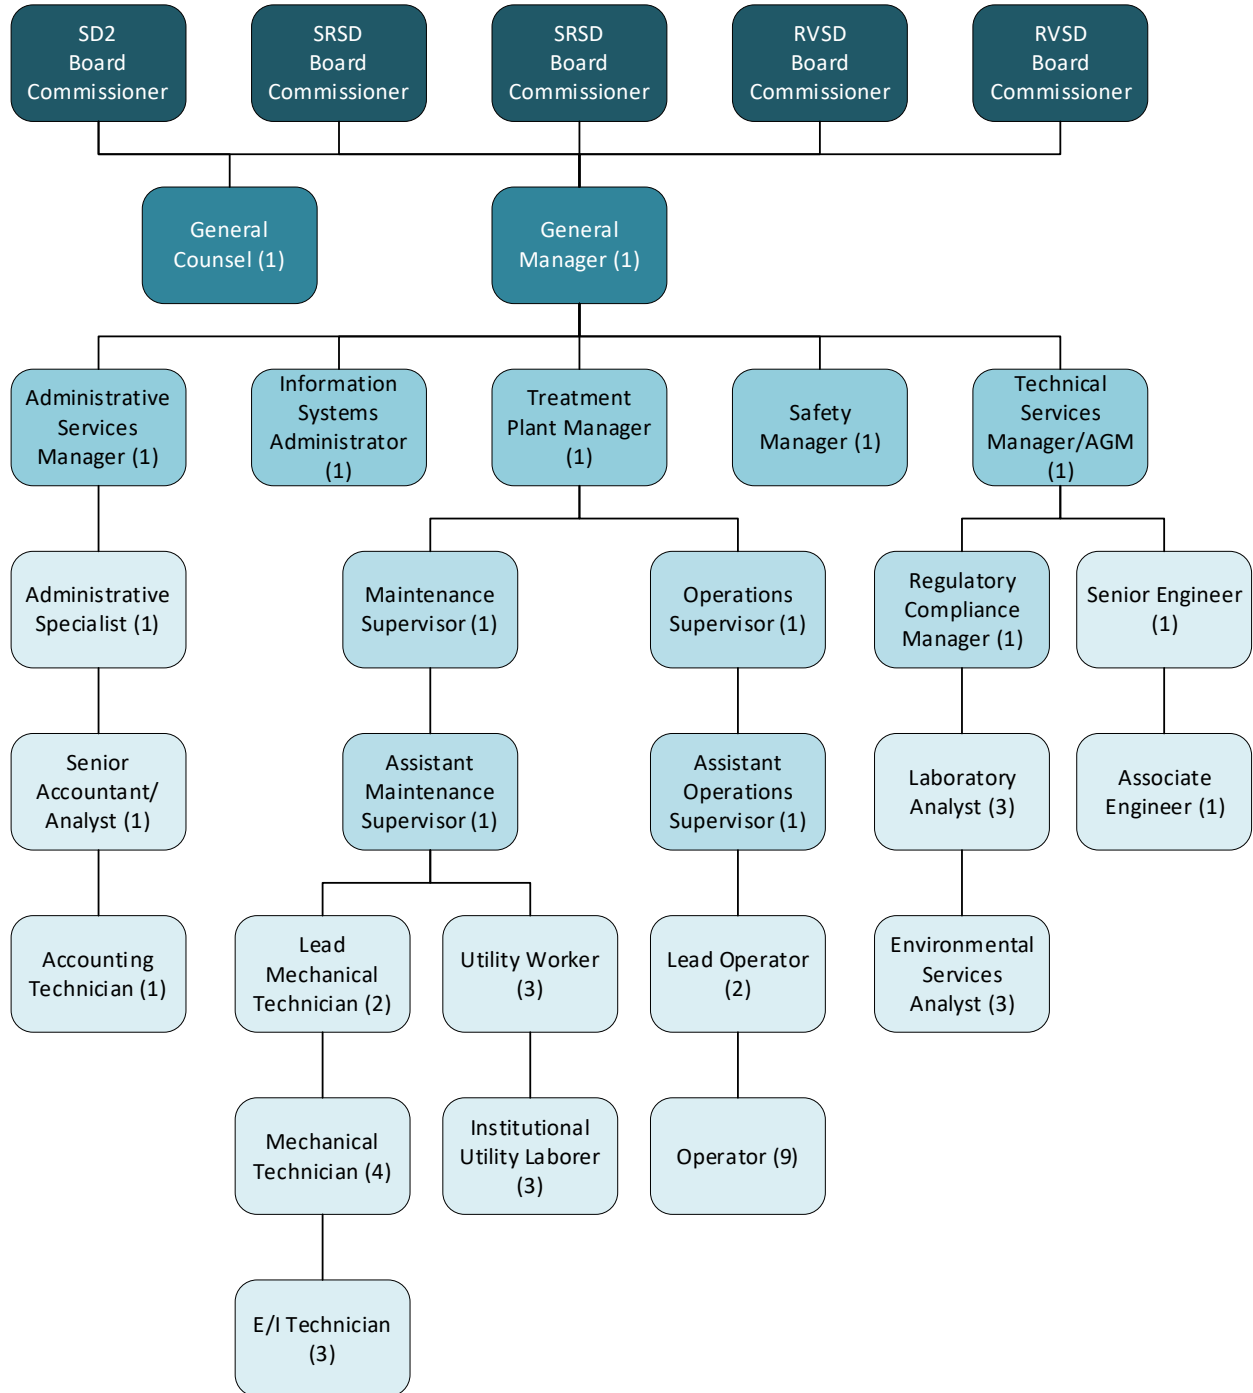 SD2
Board
Commissioner
SRSD
Board
Commissioner
SRSD
Board
Commissioner
RVSD
Board
Commissioner
RVSD
Board
Commissioner
General
Counsel (1)
General
Manager (1)
Administrative
Services
Manager (1)
Information
Systems
Administrator
(1)
Treatment
Plant Manager
(1)
Safety
Manager (1)
Technical
Services
Manager/AGM
(1)
Administrative
Specialist (1)
Maintenance
Supervisor (1)
Operations
Supervisor (1)
Regulatory
Compliance
Manager (1)
Senior Engineer
(1)
Senior
Accountant/
Analyst (1)
Assistant
Maintenance
Supervisor (1)
Assistant
Operations
Supervisor (1)
Laboratory
Analyst (3)
Associate
Engineer (1)
Accounting
Technician (1)
Lead
Mechanical
Technician (2)
Utility Worker
(3)
Lead Operator
(2)
Environmental
Services
Analyst (3)
Mechanical
Technician (4)
Institutional
Utility Laborer
(3)
Operator (9)
E/I Technician
(3)